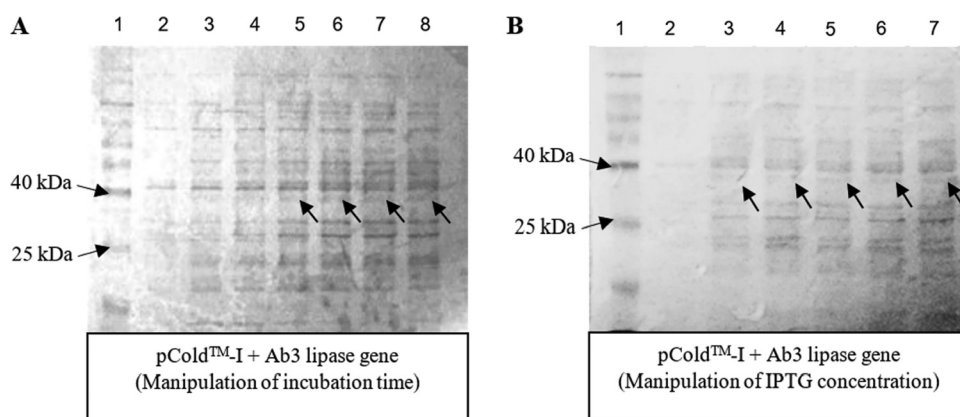 A
1 2 3 4 5 6 7 8
40 kDa
25 kDa
pCold™-I + Ab3 lipase gene
(Manipulation of incubation time)
B
1 2 3 4 5 6 7
40 kDa
25 kDa
pCold™-I + Ab3 lipase gene
(Manipulation of IPTG concentration)